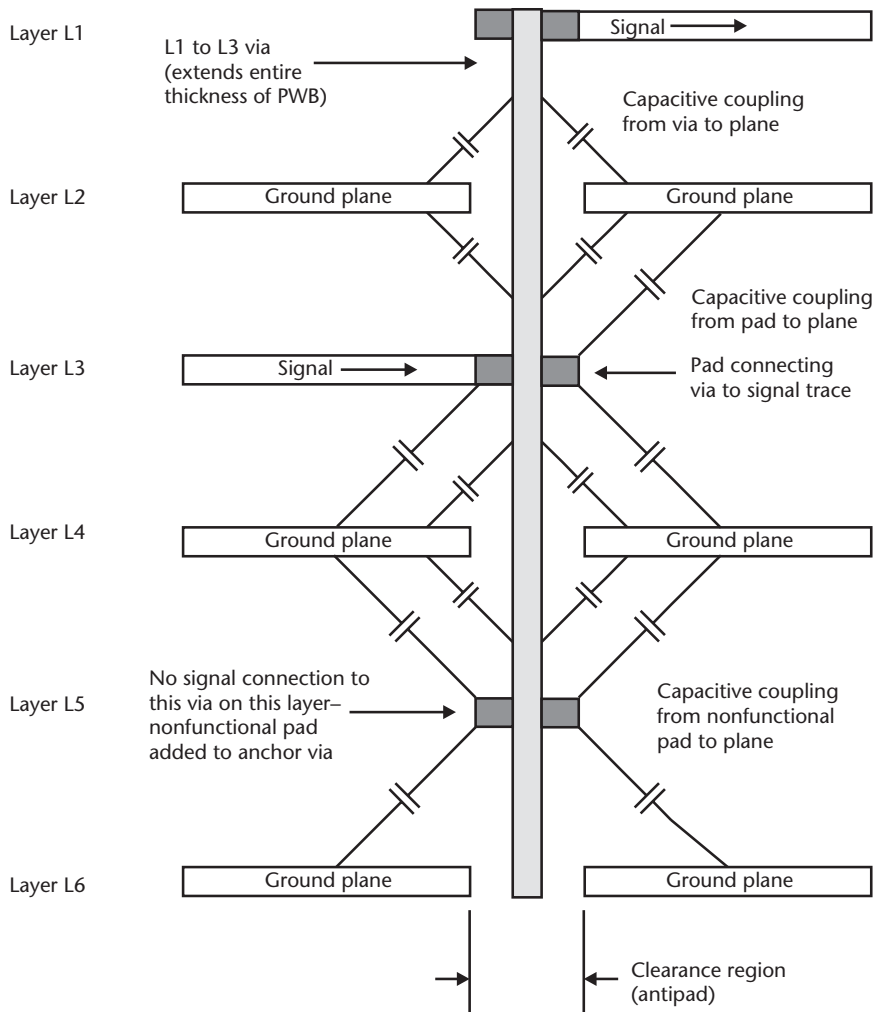 Layer L1
Signal
L1 to L3 via
(extends entire
thickness of PWB)
Capacitive coupling
from via to plane
Layer L2
Ground plane
Ground plane
Capacitive coupling
from pad to plane
Layer L3
Signal
Pad connecting
via to signal trace
Layer L4
Ground plane
Ground plane
No signal connection to
this via on this layer–
nonfunctional pad
added to anchor via
Layer L5
Capacitive coupling
from nonfunctional
pad to plane
Layer L6
Ground plane
Ground plane
Clearance region
(antipad)